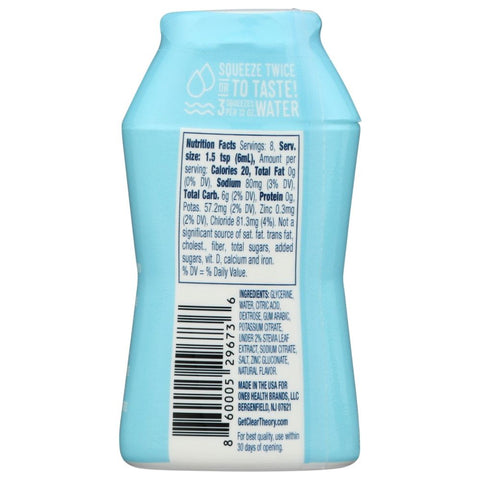 SQUEEZE TWICE
OR TO TASTE!
3 SQUEEZES PER 12 OZ. WATER
Nutrition Facts Servings: 8, Serv.
size: 1.5 tsp (6mL), Amount per
serving: Calories 20, Total Fat 0g
(0% DV), Sodium 80mg (3% DV),
Total Carb. 6g (2% DV), Protein 0g,
Potas. 57.2mg (2% DV), Zinc 0.3mg
(2% DV), Chloride 81.3mg (4%). Not
a significant source of sat. fat, trans fat,
cholest., fiber, total sugars, added
sugars, vit. D, calcium and iron.
% DV = % Daily Value.
INGREDIENTS: GLYCERINE,
WATER, CITRIC ACID,
DEXTROSE, GUM ARABIC,
POTASSIUM CITRATE,
UNDER 2% STEVIA LEAF
EXTRACT, SODIUM CITRATE,
SALT, ZINC GLUCONATE,
NATURAL FLAVOR.
MADE IN THE USA FOR
ONE8 HEALTH BRANDS, LLC
BERGENFIELD, NJ 07621
GetClearTheory.com
For best quality, use within
30 days of opening.
8 60005 29673 6